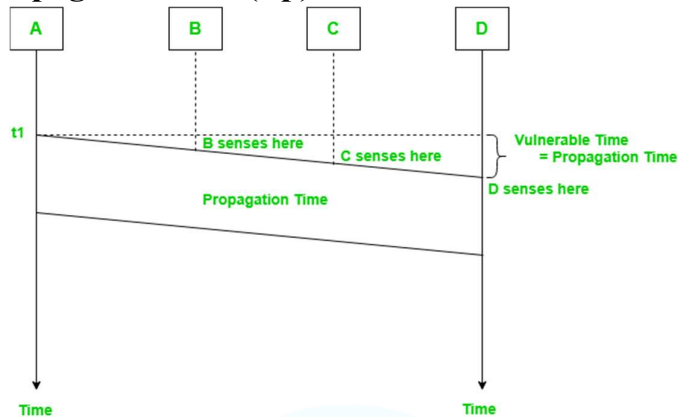 A B C D
t1
B senses here
C senses here
Vulnerable Time
= Propagation Time
D senses here
Propagation Time
Time Time